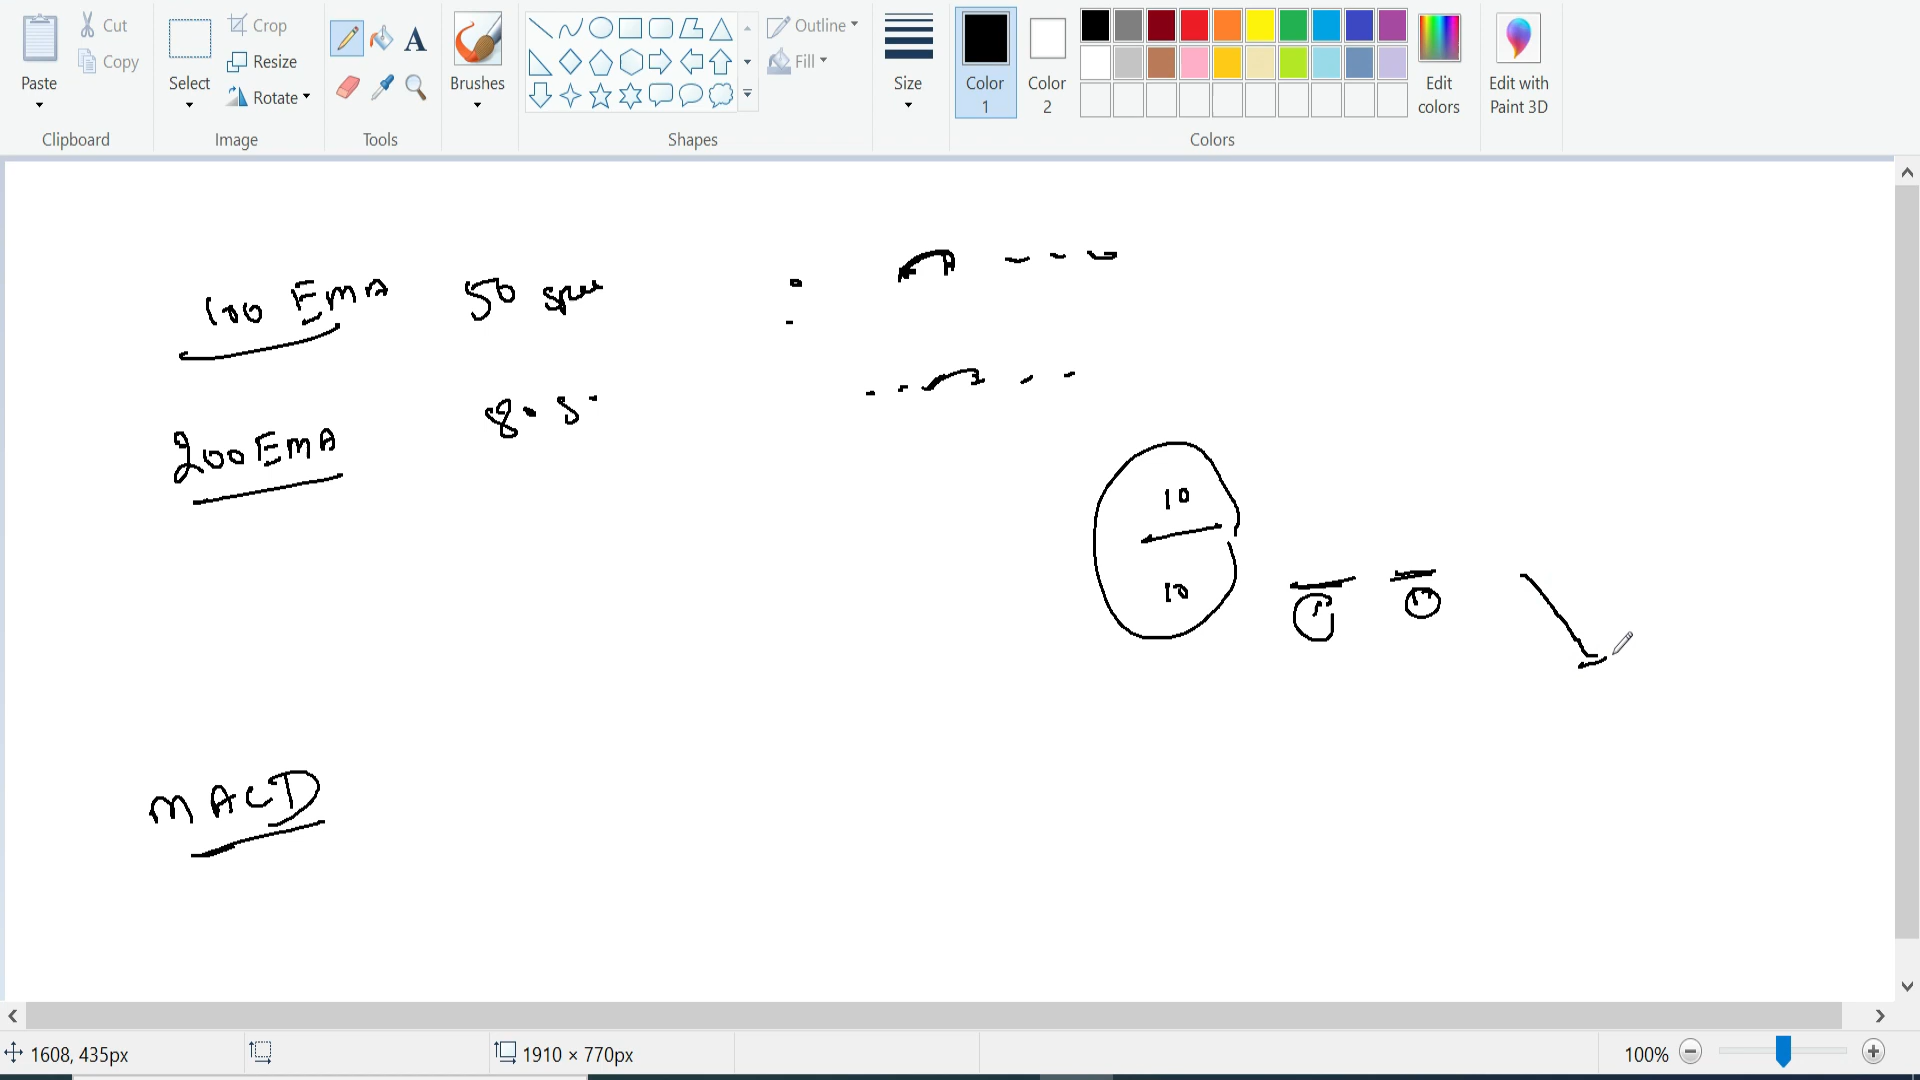 Paste
Cut
Copy
Clipboard
Select
Crop
Resize
Rotate
Image
A
Tools
Brushes
Shapes
Outline
Fill
Size
Color 1
Color 2
Colors
Edit colors
Edit with Paint 3D
100 EMA 50
200 EMA
10
10
MACD
1608, 435px
1910 × 770px
100%